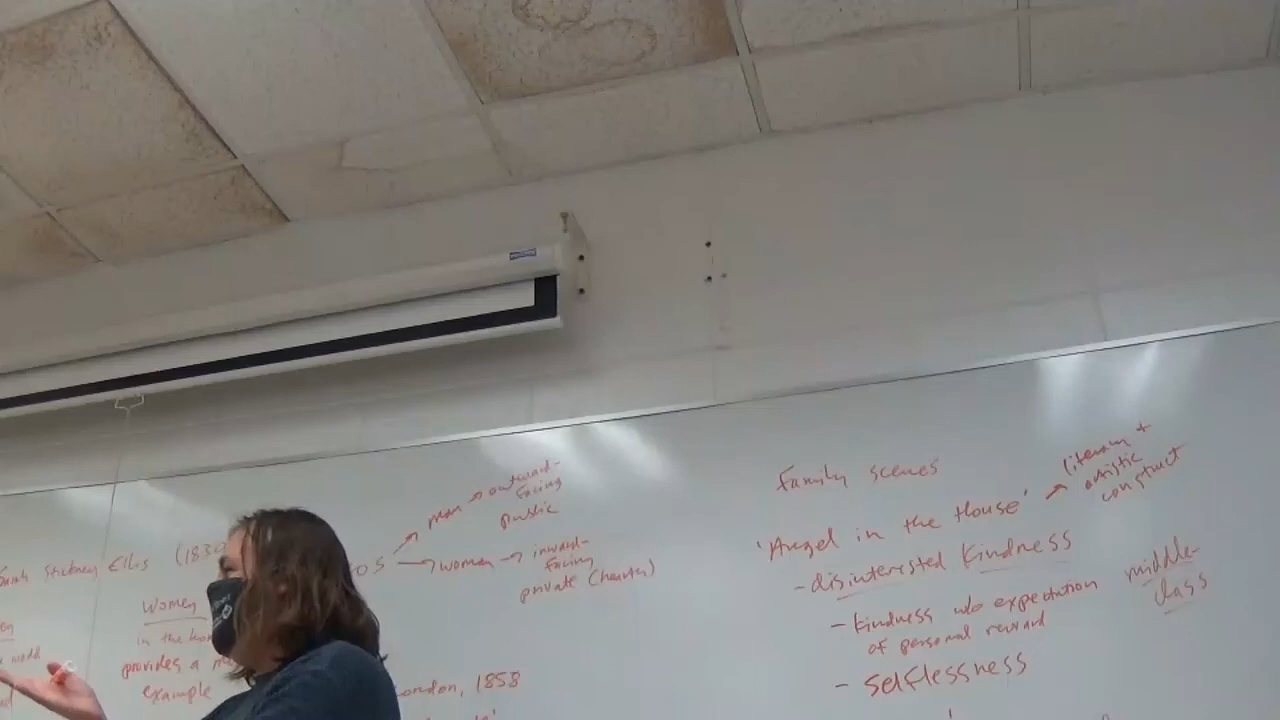 Family scenes
'Angel in the House'
literary +
artistic
construct
- disinterested kindness
- kindness w/o expectation
of personal reward
- selflessness
middle-
class
Sarah Stickney Ellis (1830
Women
in the
provides a
example
OS
man
outward-
facing
public
women
inward-
facing
private (hearth)
London, 1858